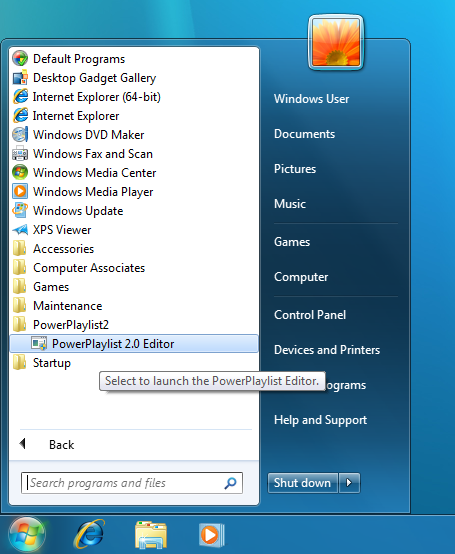 Default Programs
Desktop Gadget Gallery
Internet Explorer (64-bit)
Internet Explorer
Windows DVD Maker
Windows Fax and Scan
Windows Media Center
Windows Media Player
Windows Update
XPS Viewer
Accessories
Computer Associates
Games
Maintenance
PowerPlaylist2
PowerPlaylist 2.0 Editor
Startup
Select to launch the PowerPlaylist Editor.
Back
Search programs and files
Windows User
Documents
Pictures
Music
Games
Computer
Control Panel
Devices and Printers
rograms
Help and Support
Shut down